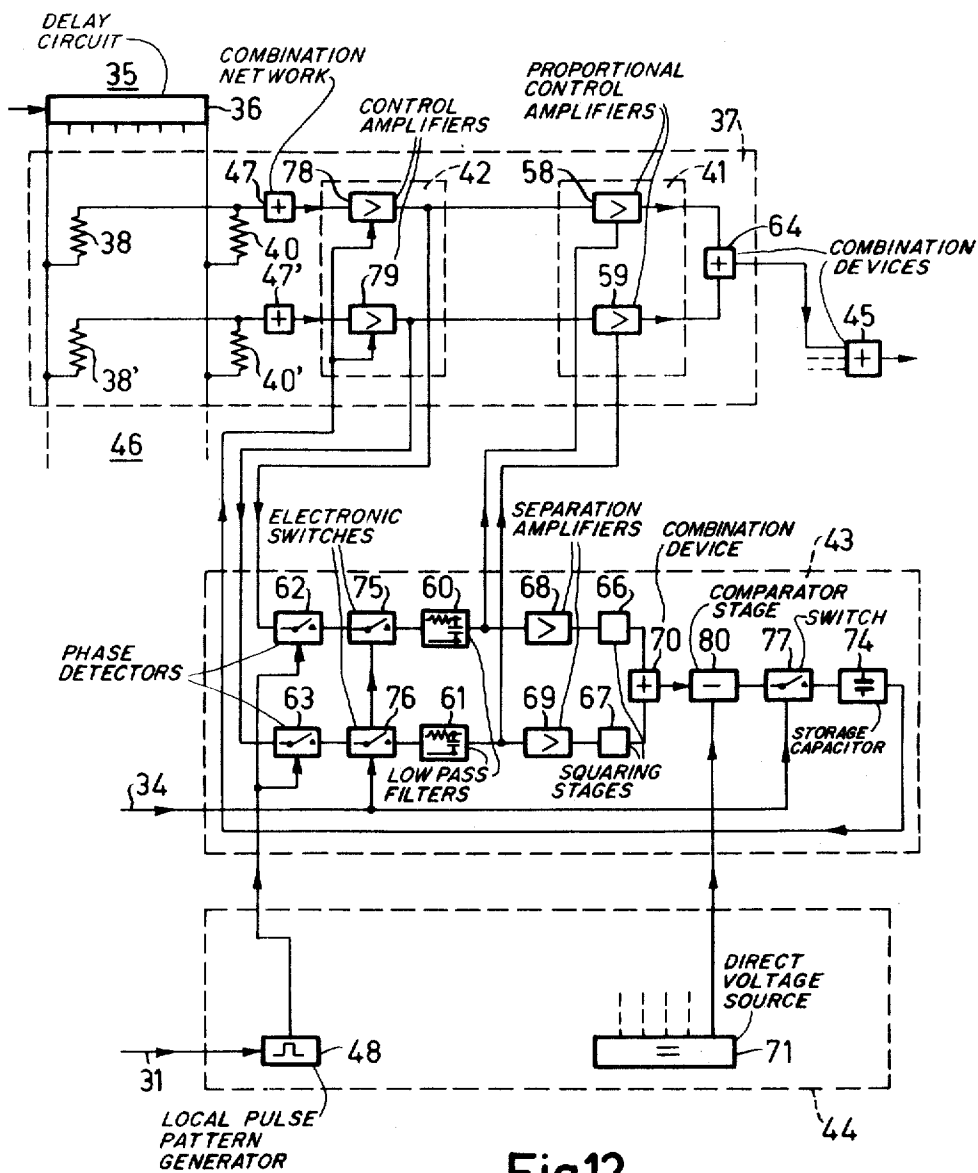 DELAY
CIRCUIT
35
36
COMBINATION
NETWORK
CONTROL
AMPLIFIERS
PROPORTIONAL
CONTROL
AMPLIFIERS
37
47
78
42
58
41
38
40
64
COMBINATION
DEVICES
47'
79
59
45
38'
40'
46
ELECTRONIC
SWITCHES
SEPARATION
AMPLIFIERS
COMBINATION
DEVICE
43
COMPARATOR
STAGE
SWITCH
62
75
60
68
66
70
80
77
74
PHASE
DETECTORS
63
76
61
69
67
STORAGE
CAPACITOR
LOW PASS
FILTERS
SQUARING
STAGES
34
DIRECT
VOLTAGE
SOURCE
31
48
71
44
LOCAL PULSE
PATTERN
GENERATOR
Fig.12